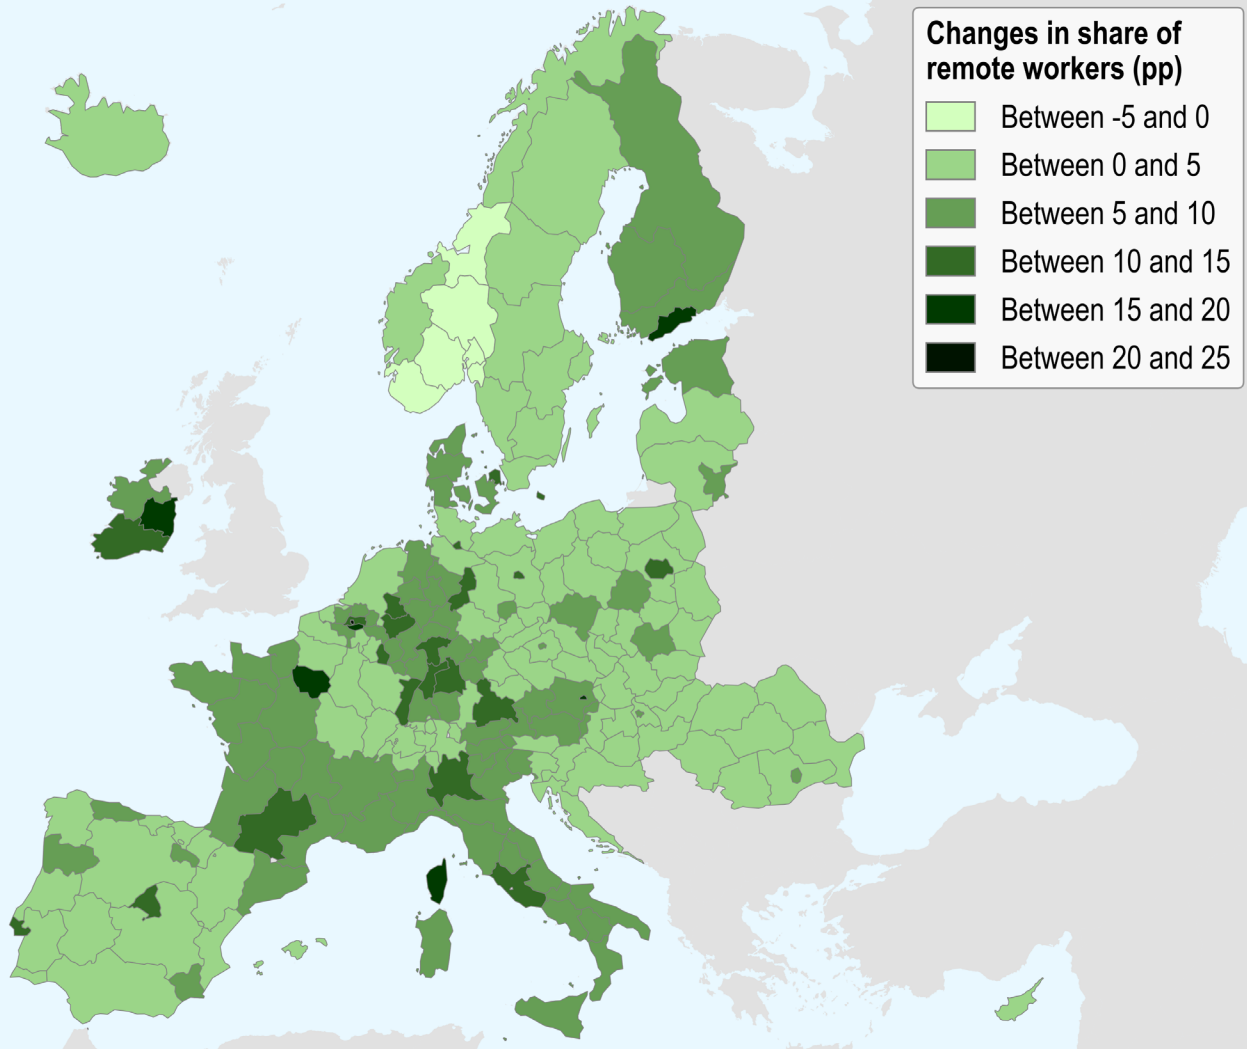 Changes in share of
remote workers (pp)
Between -5 and 0
Between 0 and 5
Between 5 and 10
Between 10 and 15
Between 15 and 20
Between 20 and 25